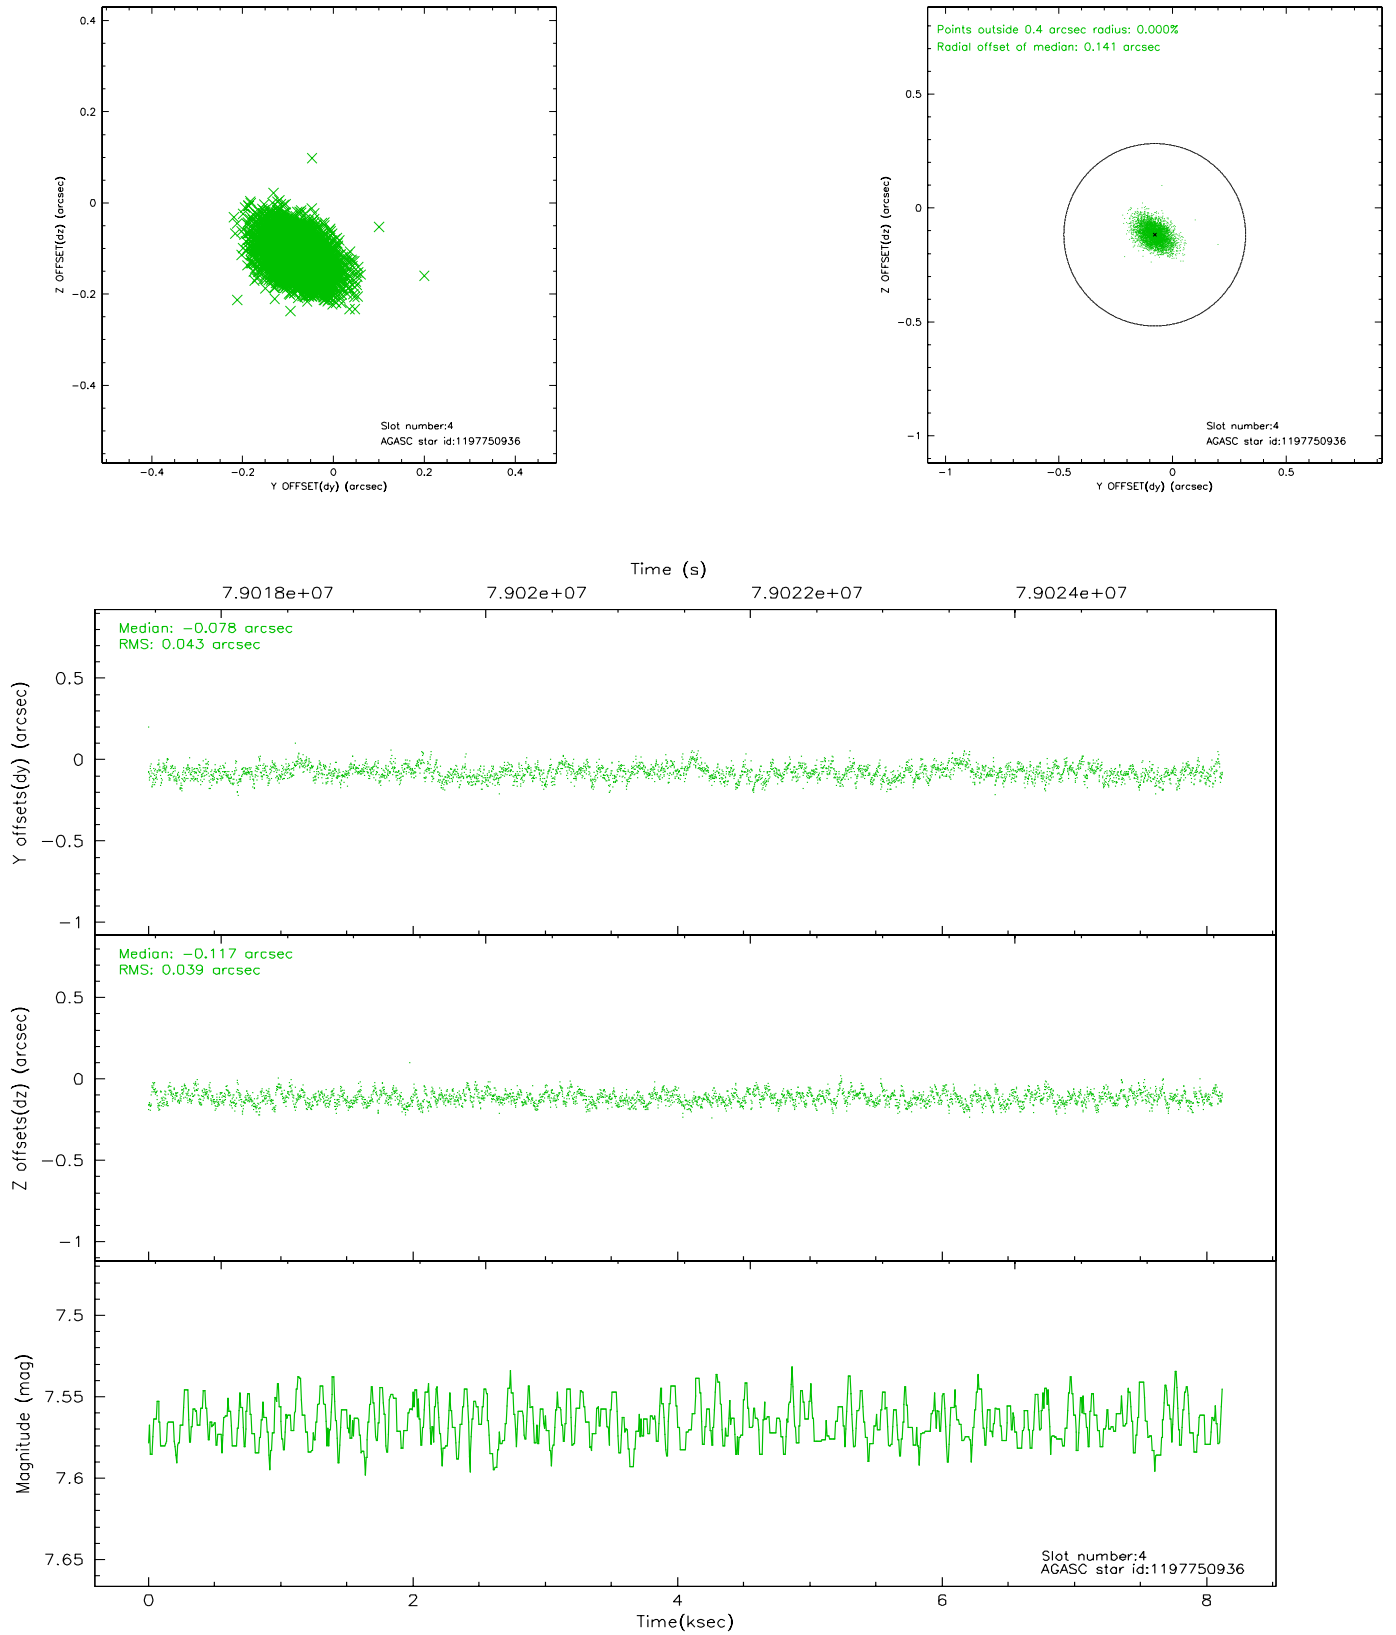 0.4
0.2
0
−0.2
−0.4
Z OFFSET(dz) (arcsec)
Slot number:4
AGASC star id:1197750936
−0.4 −0.2 0 0.2 0.4
Y OFFSET(dy) (arcsec)
Points outside 0.4 arcsec radius: 0.000%
Radial offset of median: 0.141 arcsec
0.5
0
−0.5
−1
Z OFFSET(dz) (arcsec)
Slot number:4
AGASC star id:1197750936
−1 −0.5 0 0.5
Y OFFSET(dy) (arcsec)
Time (s)
7.9018e+07 7.902e+07 7.9022e+07 7.9024e+07
Median: −0.078 arcsec
RMS: 0.043 arcsec
0.5
0
−0.5
−1
Y offsets(dy) (arcsec)
Median: −0.117 arcsec
RMS: 0.039 arcsec
0.5
0
−0.5
−1
Z offsets(dz) (arcsec)
7.5
7.55
7.6
7.65
Magnitude (mag)
Slot number:4
AGASC star id:1197750936
0 2 4 6 8
Time(ksec)